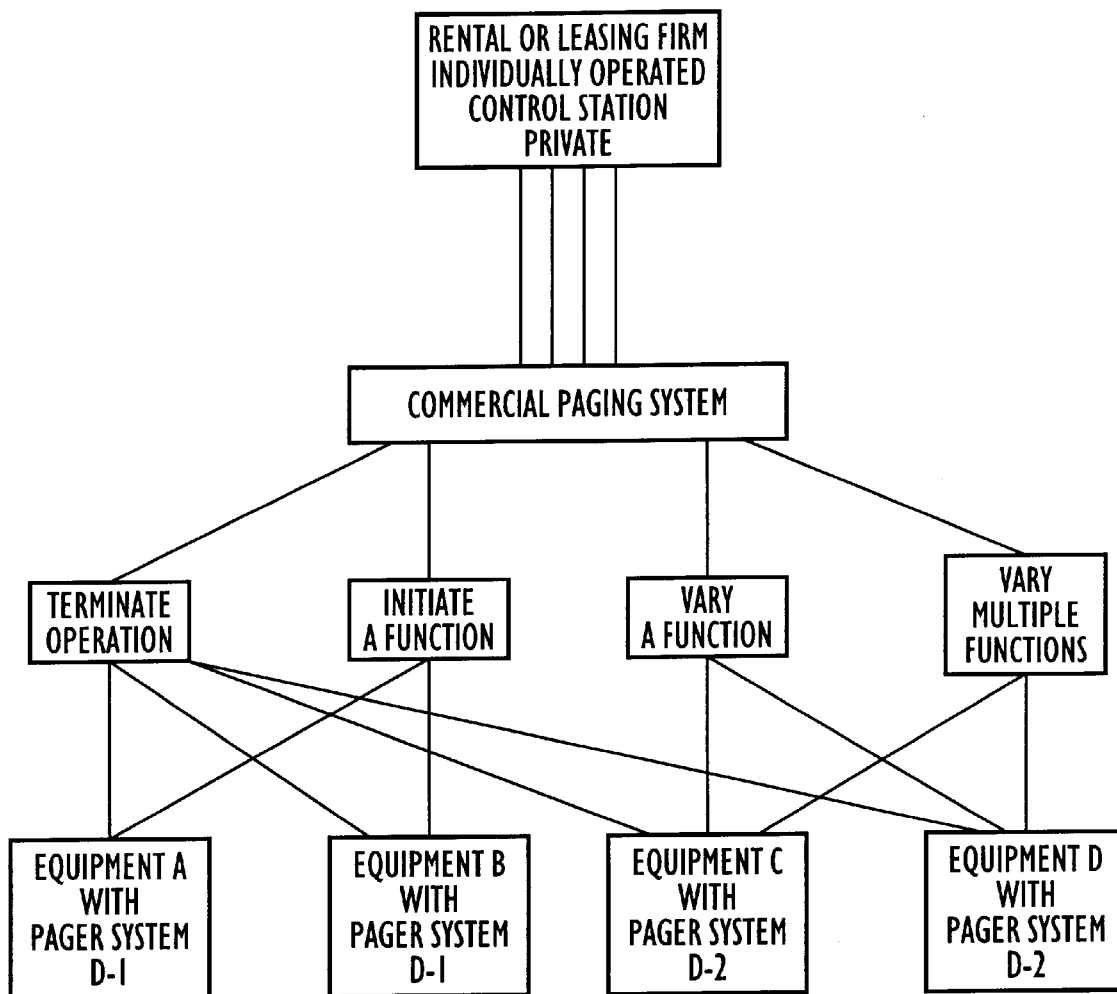 RENTAL OR LEASING FIRM
INDIVIDUALLY OPERATED
CONTROL STATION
PRIVATE
COMMERCIAL PAGING SYSTEM
TERMINATE
OPERATION
INITIATE
A FUNCTION
VARY
A FUNCTION
VARY
MULTIPLE
FUNCTIONS
EQUIPMENT A
WITH
PAGER SYSTEM
D-1
EQUIPMENT B
WITH
PAGER SYSTEM
D-1
EQUIPMENT C
WITH
PAGER SYSTEM
D-2
EQUIPMENT D
WITH
PAGER SYSTEM
D-2